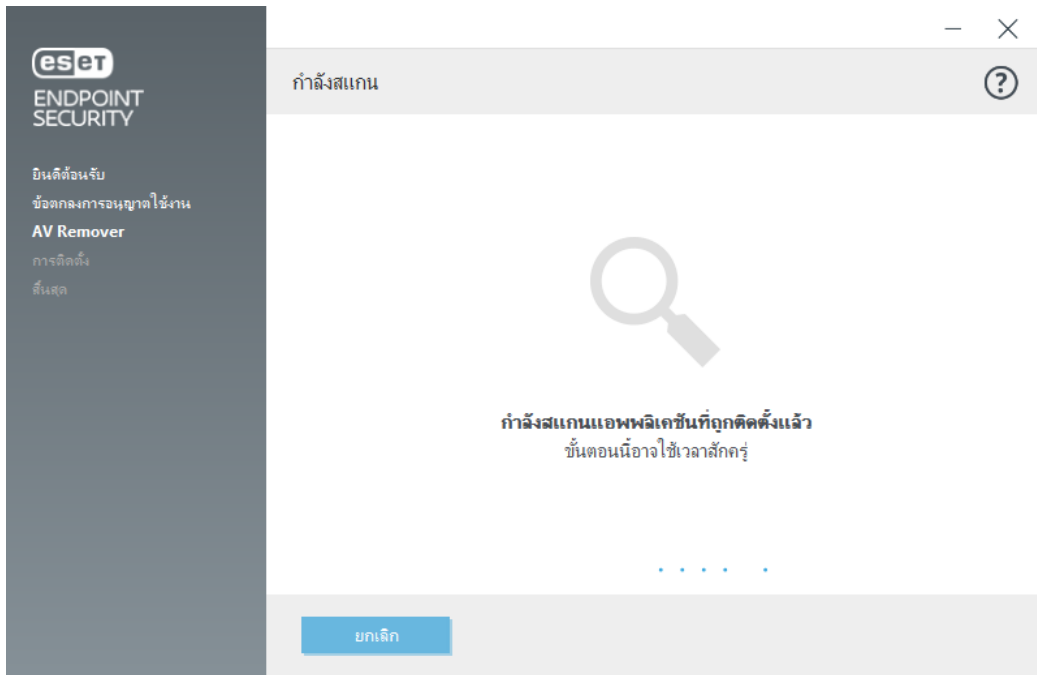 eseT
ENDPOINT
SECURITY
ยินดีต้อนรับ
ข้อตกลงการอนุญาตใช้งาน
AV Remover
การติดตั้ง
สิ้นสุด
กำลังสแกน
?
กำลังสแกนแอพพลิเคชันที่ถูกติดตั้งแล้ว
ขั้นตอนนี้อาจใช้เวลาสักครู่
ยกเลิก